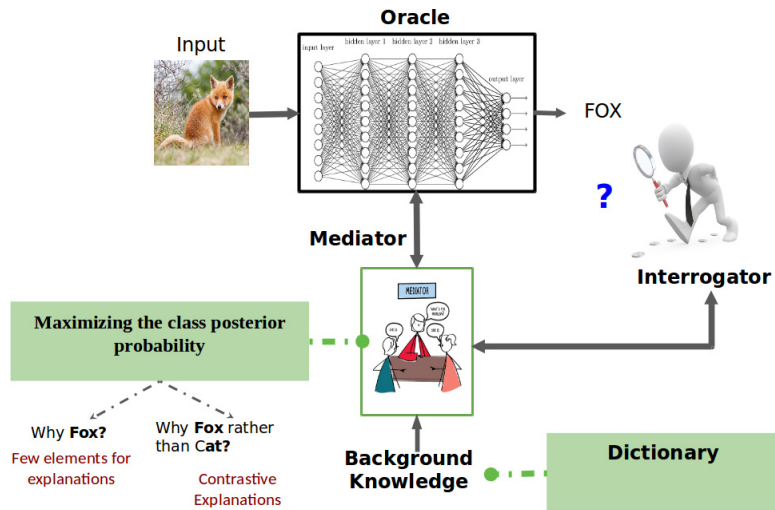 Oracle
Input
input layer
hidden layer 1 hidden layer 2 hidden layer 3
output layer
FOX
?
Mediator
Interrogator
MEDIATOR
Maximizing the class posterior
probability
Why Fox?
Few elements for
explanations
Why Fox rather
than Cat?
Contrastive
Explanations
Background
Knowledge
Dictionary